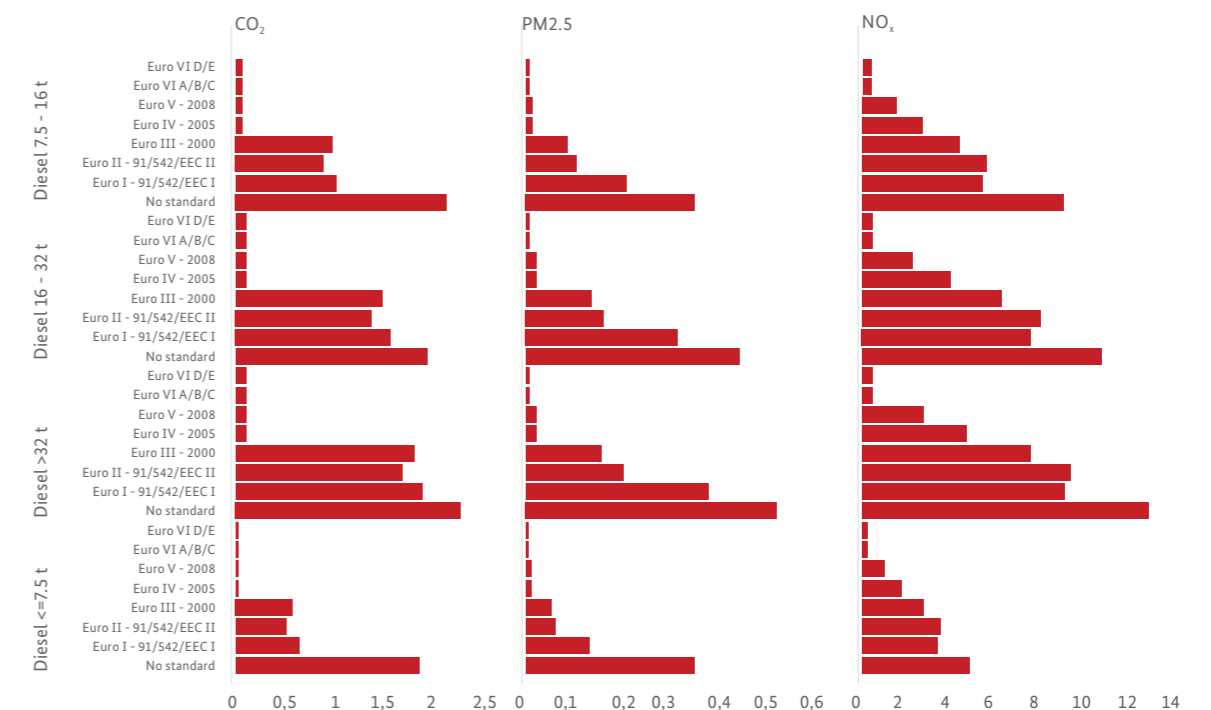 CO₂ PM2.5 NOₓ
Diesel 7.5 - 16 t
Euro VI D/E
Euro VI A/B/C
Euro V - 2008
Euro IV - 2005
Euro III - 2000
Euro II - 91/542/EEC II
Euro I - 91/542/EEC I
No standard
Diesel 16 - 32 t
Euro VI D/E
Euro VI A/B/C
Euro V - 2008
Euro IV - 2005
Euro III - 2000
Euro II - 91/542/EEC II
Euro I - 91/542/EEC I
No standard
Diesel >32 t
Euro VI D/E
Euro VI A/B/C
Euro V - 2008
Euro IV - 2005
Euro III - 2000
Euro II - 91/542/EEC II
Euro I - 91/542/EEC I
No standard
Diesel <=7.5 t
Euro VI D/E
Euro VI A/B/C
Euro V - 2008
Euro IV - 2005
Euro III - 2000
Euro II - 91/542/EEC II
Euro I - 91/542/EEC I
No standard
0 0,5 1 1,5 2 2,5 0 0,1 0,2 0,3 0,4 0,5 0,6 0 2 4 6 8 10 12 14